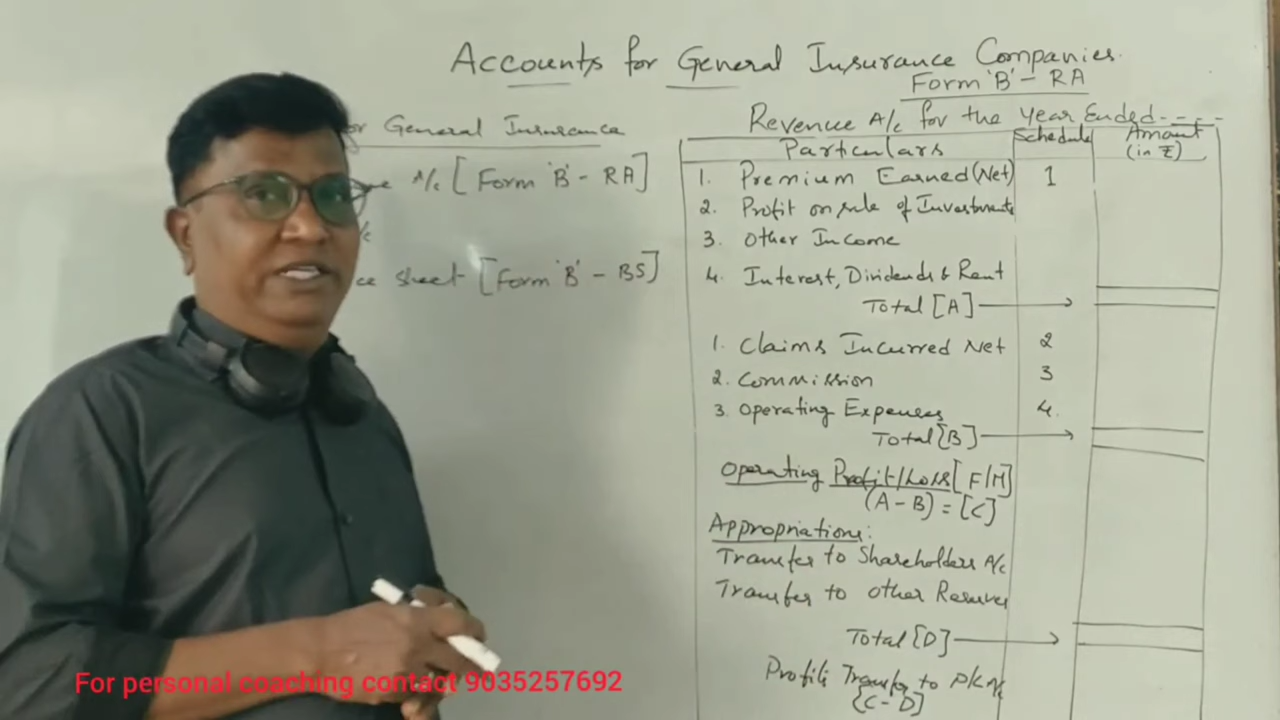 Accounts for General Insurance Companies.
Form 'B' - RA
General Insurance
A/c [Form 'B' - RA]
/c
ce sheet [Form 'B' - BS]
Revenue A/c for the Year Ended - - - -
Particulars Schedule Amount (in ₹)
1. Premium Earned (Net) 1
2. Profit on sale of Investments
3. Other Income
4. Interest, Dividends & Rent
Total [A]
1. Claims Incurred Net 2
2. Commission 3
3. Operating Expenses 4.
Total [B]
Operating Profit/Loss [F/M]
(A - B) = [C]
Appropriations:
Transfer to Shareholders A/c
Transfer to other Reserves
Total [D]
Profits Transfer to P&L A/c
[C - D]
For personal coaching contact 9035257692